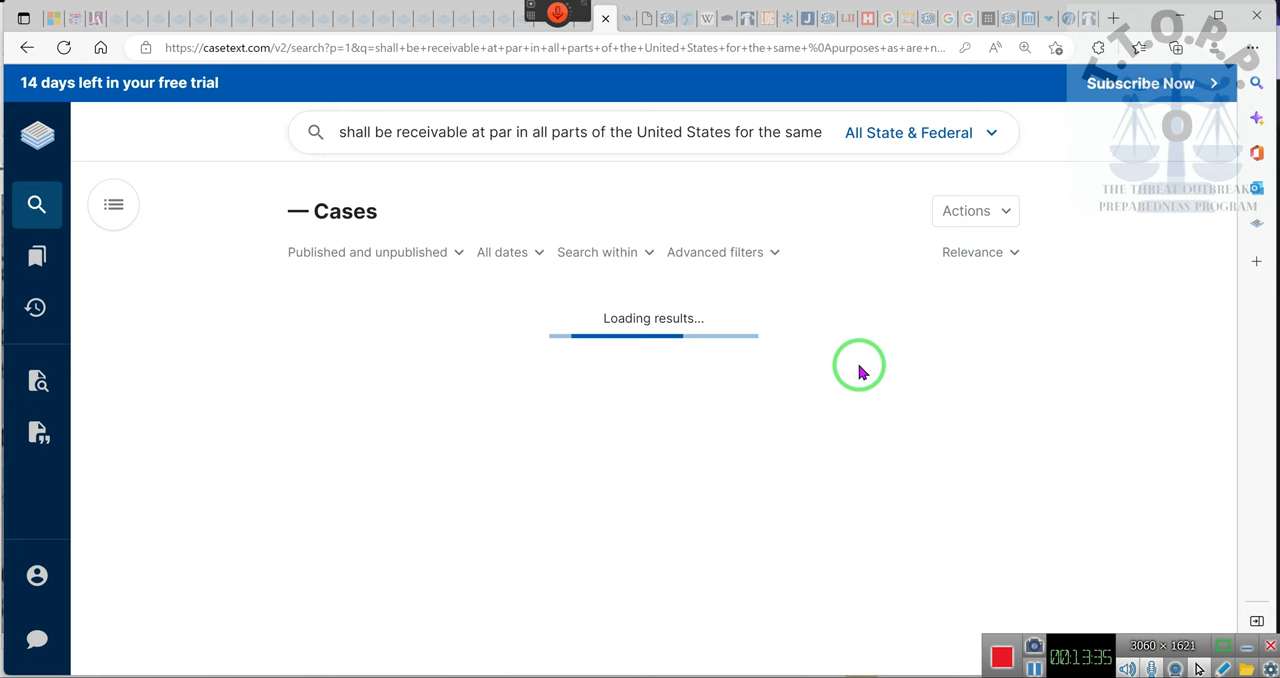 https://casetext.com/v2/search?p=1&q=shall+be+receivable+at+par+in+all+parts+of+the+United+States+for+the+same+%0Apurposes+as+are+n...
14 days left in your free trial
Subscribe Now
shall be receivable at par in all parts of the United States for the same
All State & Federal
— Cases
Actions
Published and unpublished
All dates
Search within
Advanced filters
Relevance
Loading results...
T.T.O.P.P.
THE THREAT OUTBREAK
PREPAREDNESS PROGRAM
3060 × 1621
00:13:35